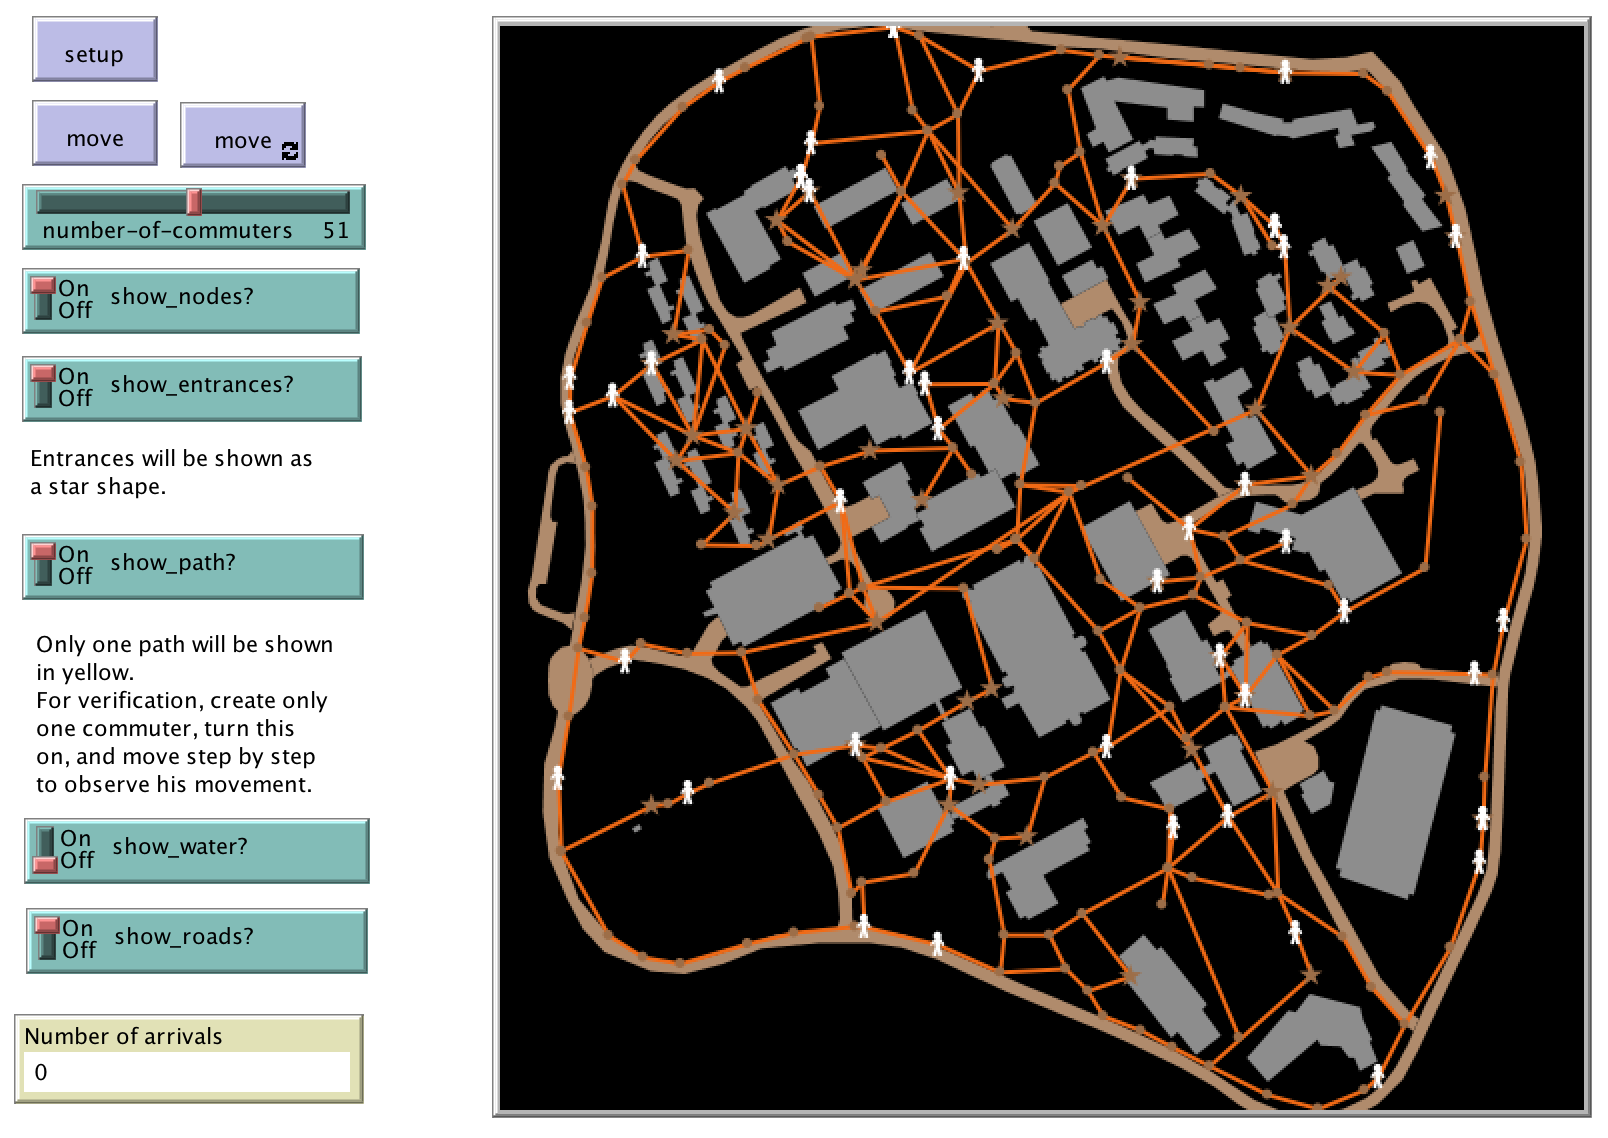 setup
move
move
number-of-commuters 51
On
Off
show_nodes?
On
Off
show_entrances?
Entrances will be shown as
a star shape.
On
Off
show_path?
Only one path will be shown
in yellow.
For verification, create only
one commuter, turn this
on, and move step by step
to observe his movement.
On
Off
show_water?
On
Off
show_roads?
Number of arrivals
0